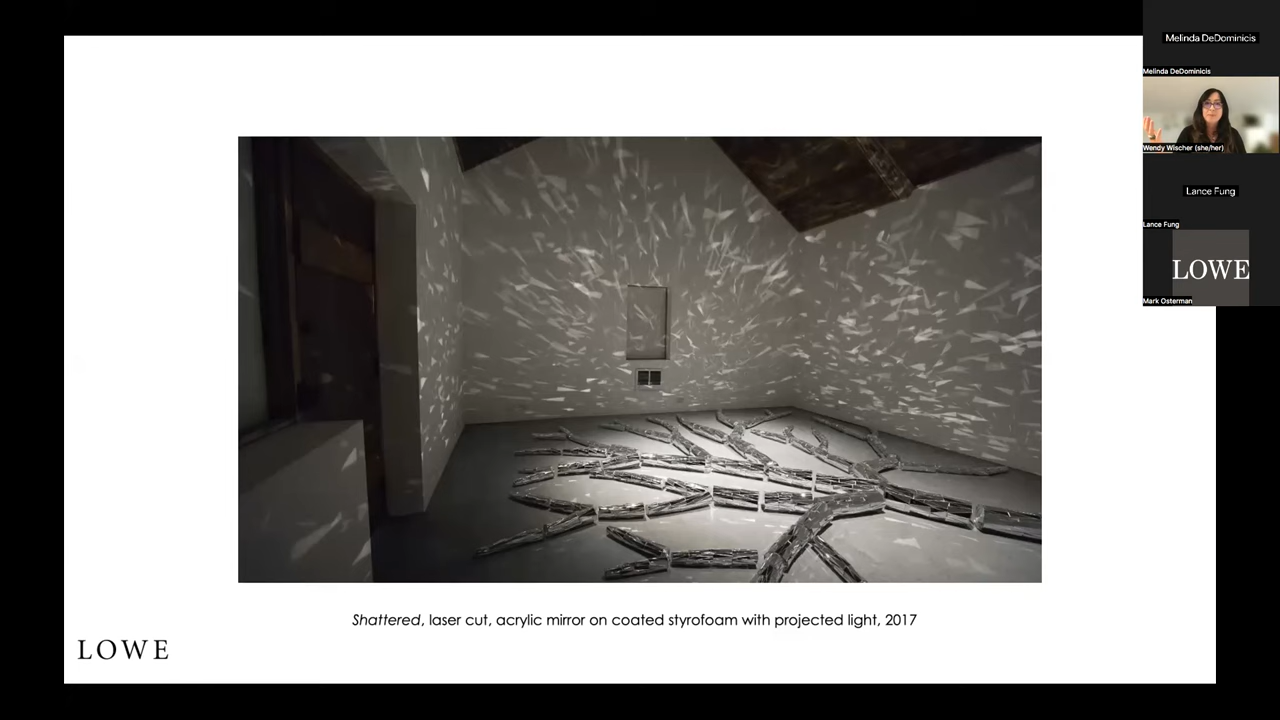 Melinda DeDominicis
Melinda DeDominicis
Wendy Wischer (she/her)
Lance Fung
Lance Fung
LOWE
Mark Osterman
Shattered, laser cut, acrylic mirror on coated styrofoam with projected light, 2017
LOWE